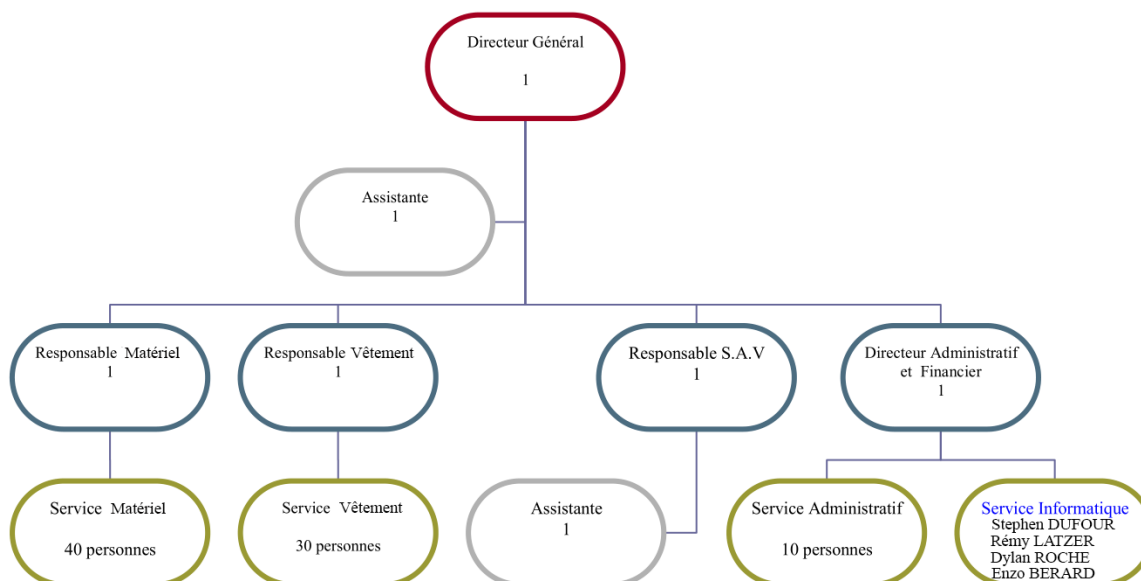 Directeur Général
1
Assistante
1
Responsable Matériel
1
Responsable Vêtement
1
Responsable S.A.V
1
Directeur Administratif
et Financier
1
Service Matériel
40 personnes
Service Vêtement
30 personnes
Assistante
1
Service Administratif
10 personnes
Service Informatique
Stephen DUFOUR
Rémy LATZER
Dylan ROCHE
Enzo BERARD